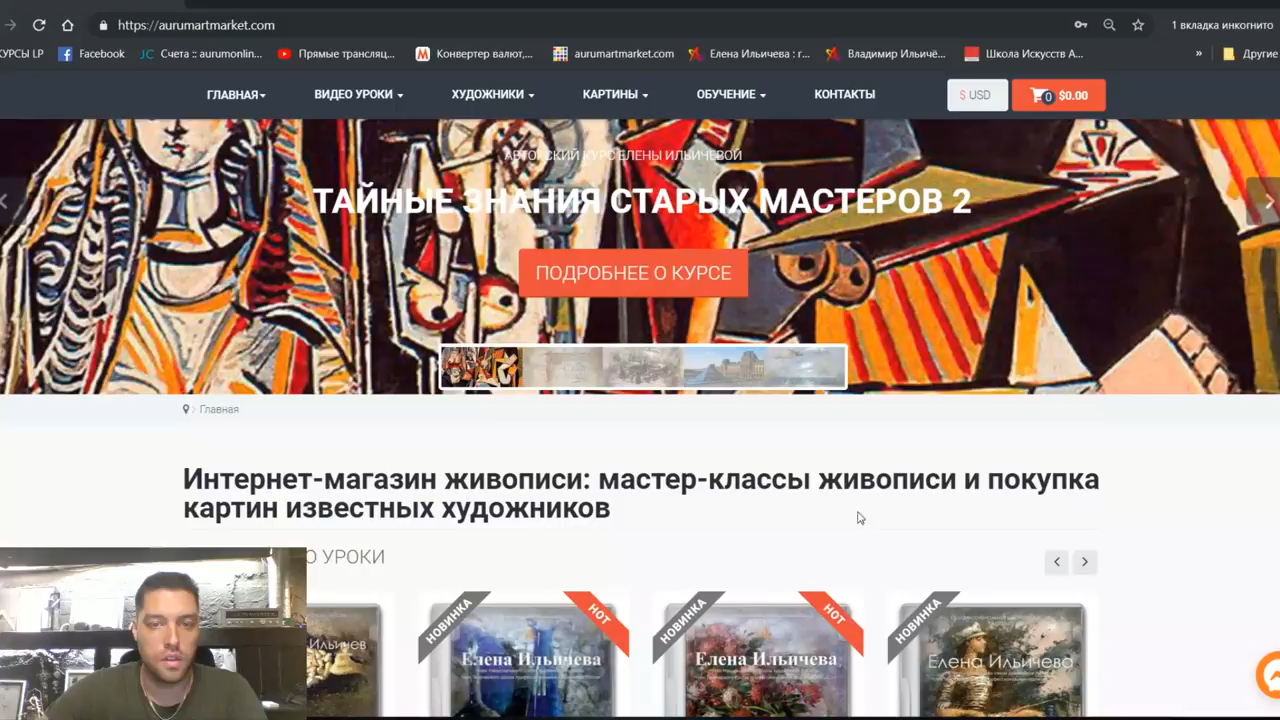 https://aurumartmarket.com
1 вкладка инкогнито
КУРСЫ LP
Facebook
Счета :: aurumonlin...
Прямые трансляц...
Конвертер валют,...
aurumartmarket.com
Елена Ильичева : г...
Владимир Ильичё...
Школа Искусств А...
»
Другие
ГЛАВНАЯ
ВИДЕО УРОКИ
ХУДОЖНИКИ
КАРТИНЫ
ОБУЧЕНИЕ
КОНТАКТЫ
$ USD
0 $0.00
АВТОРСКИЙ КУРС ЕЛЕНЫ ИЛЬИЧЕВОЙ
ТАЙНЫЕ ЗНАНИЯ СТАРЫХ МАСТЕРОВ 2
ПОДРОБНЕЕ О КУРСЕ
Главная
Интернет-магазин живописи: мастер-классы живописи и покупка
картин известных художников
О УРОКИ
НОВИНКА
HOT
НОВИНКА
HOT
НОВИНКА
Ильичев
Елена Ильичева
Елена Ильичева
Елена Ильичева